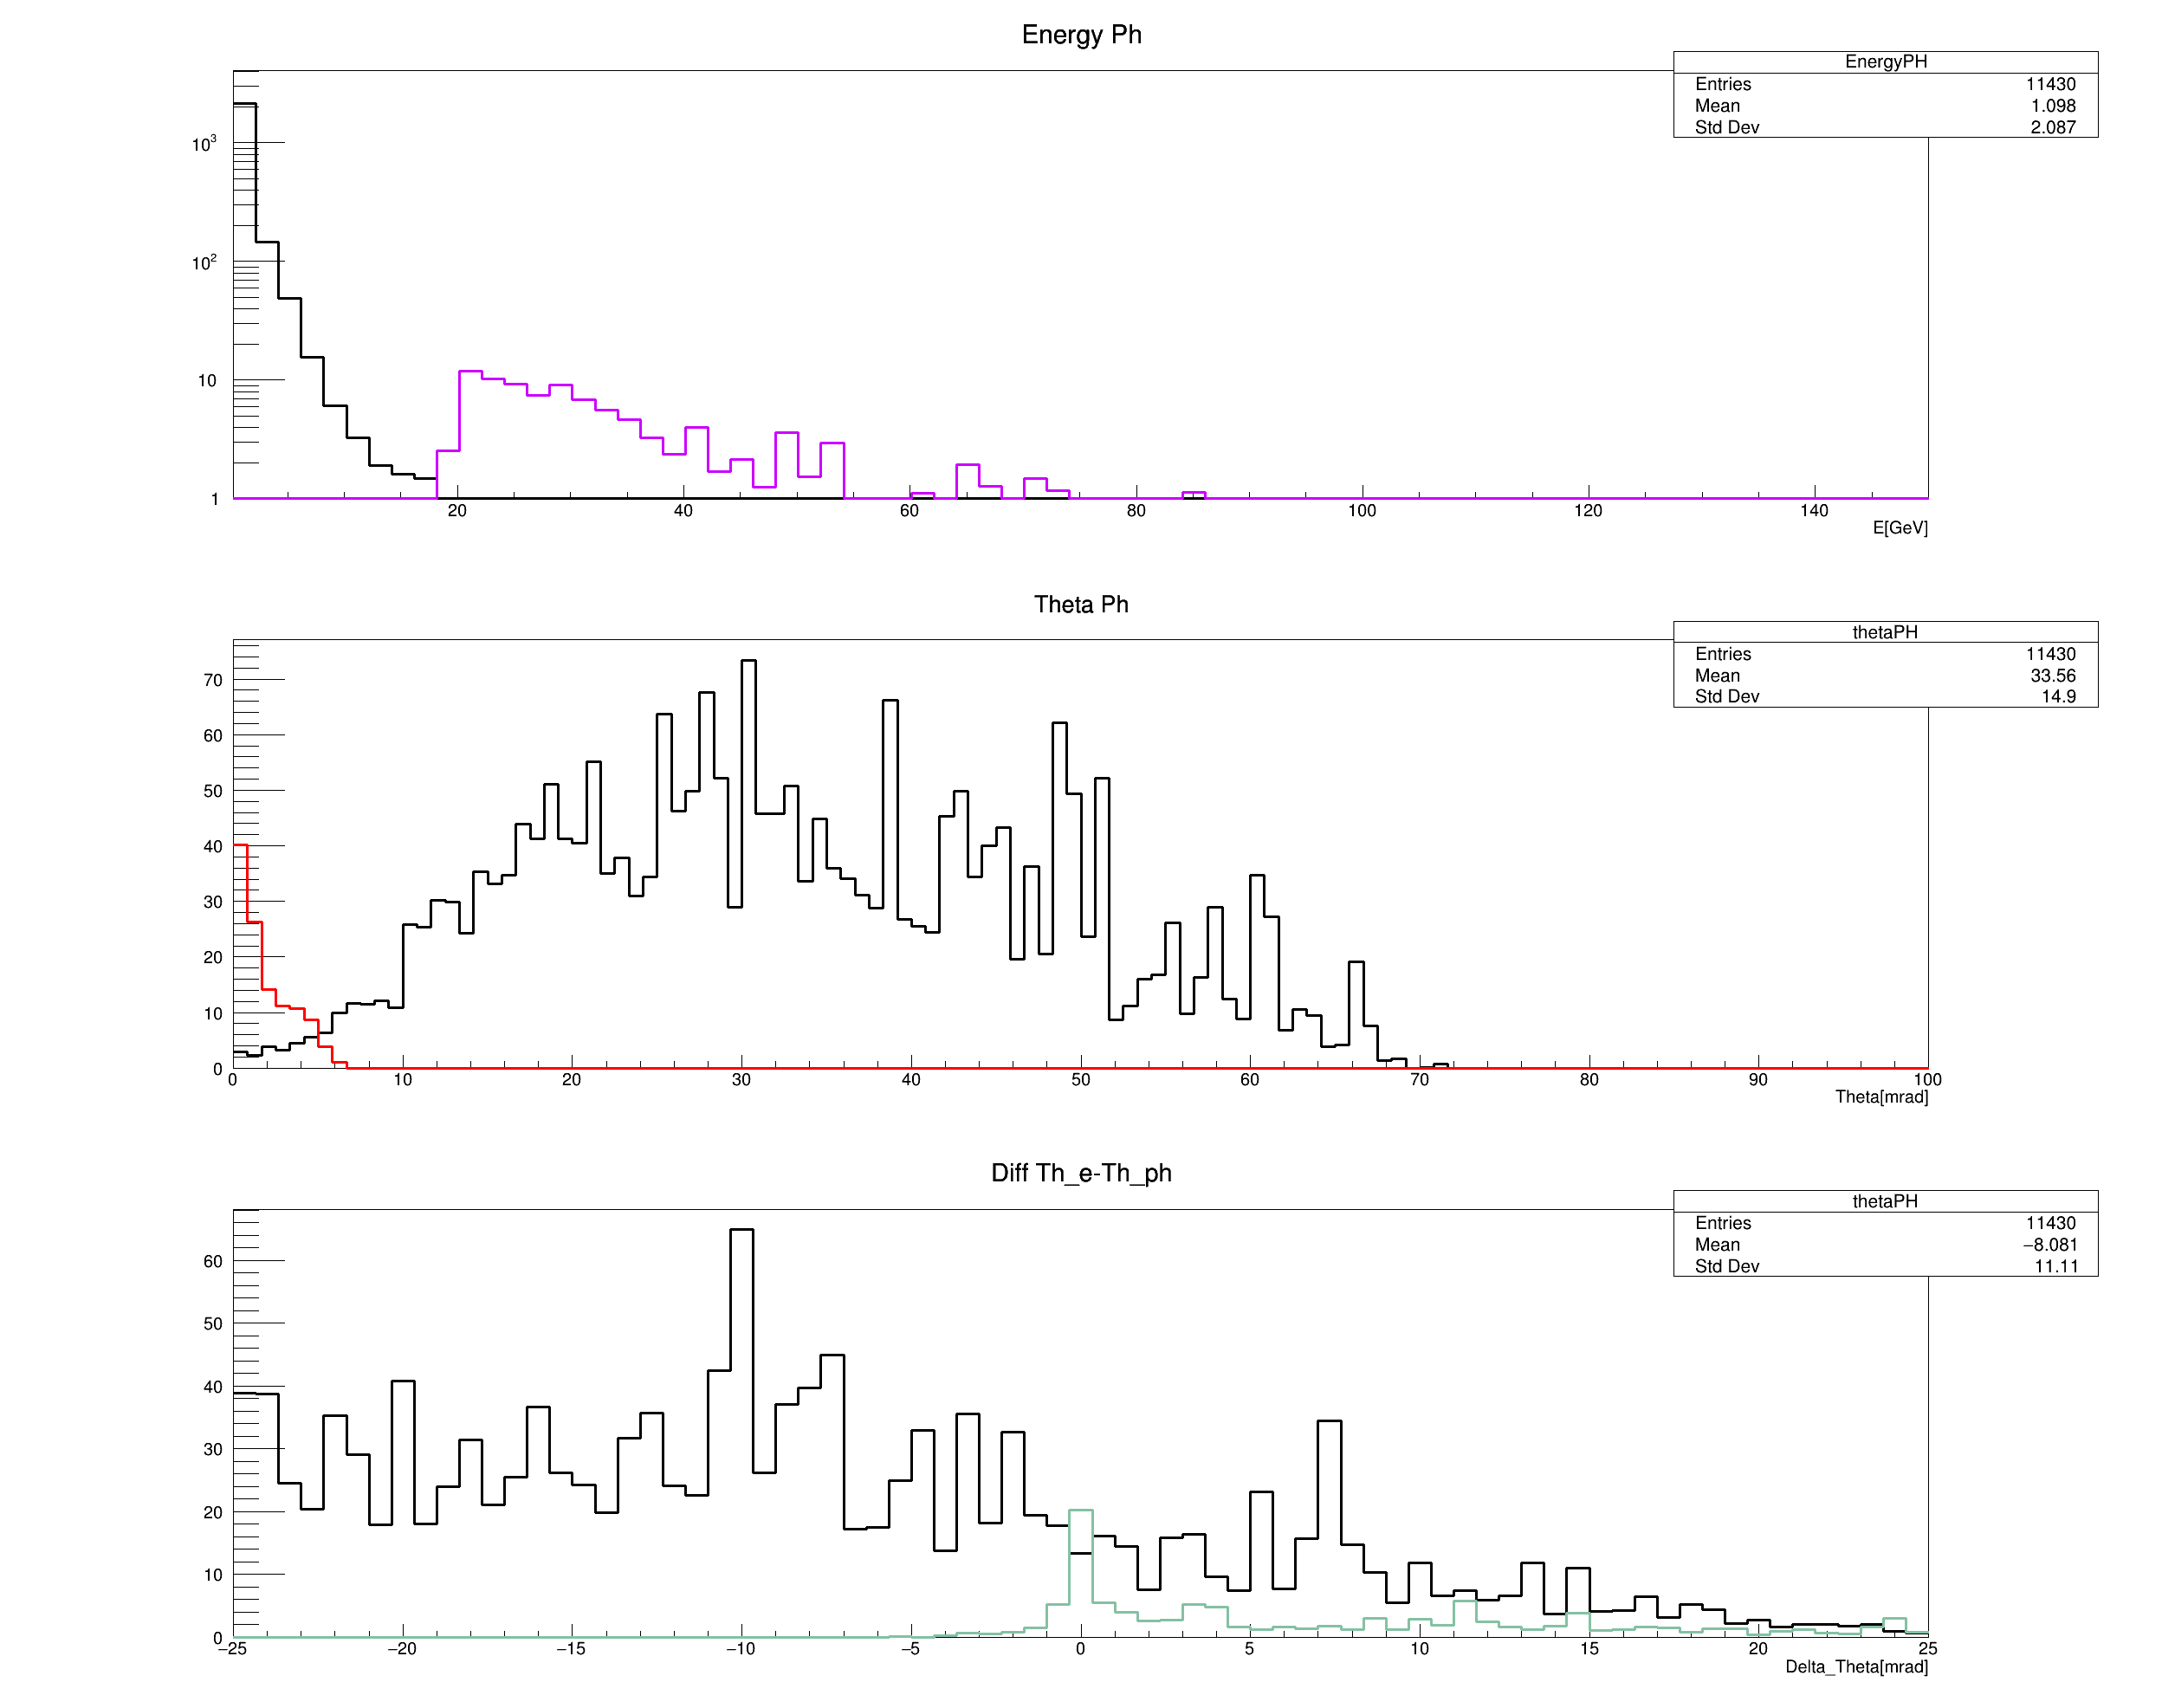 Energy Ph
EnergyPH
Entries 11430
Mean 1.098
Std Dev 2.087
10³
10²
10
1
20 40 60 80 100 120 140
E[GeV]
Theta Ph
thetaPH
Entries 11430
Mean 33.56
Std Dev 14.9
70
60
50
40
30
20
10
0
0 10 20 30 40 50 60 70 80 90 100
Theta[mrad]
Diff Th_e-Th_ph
thetaPH
Entries 11430
Mean −8.081
Std Dev 11.11
60
50
40
30
20
10
0
−25 −20 −15 −10 −5 0 5 10 15 20 25
Delta_Theta[mrad]